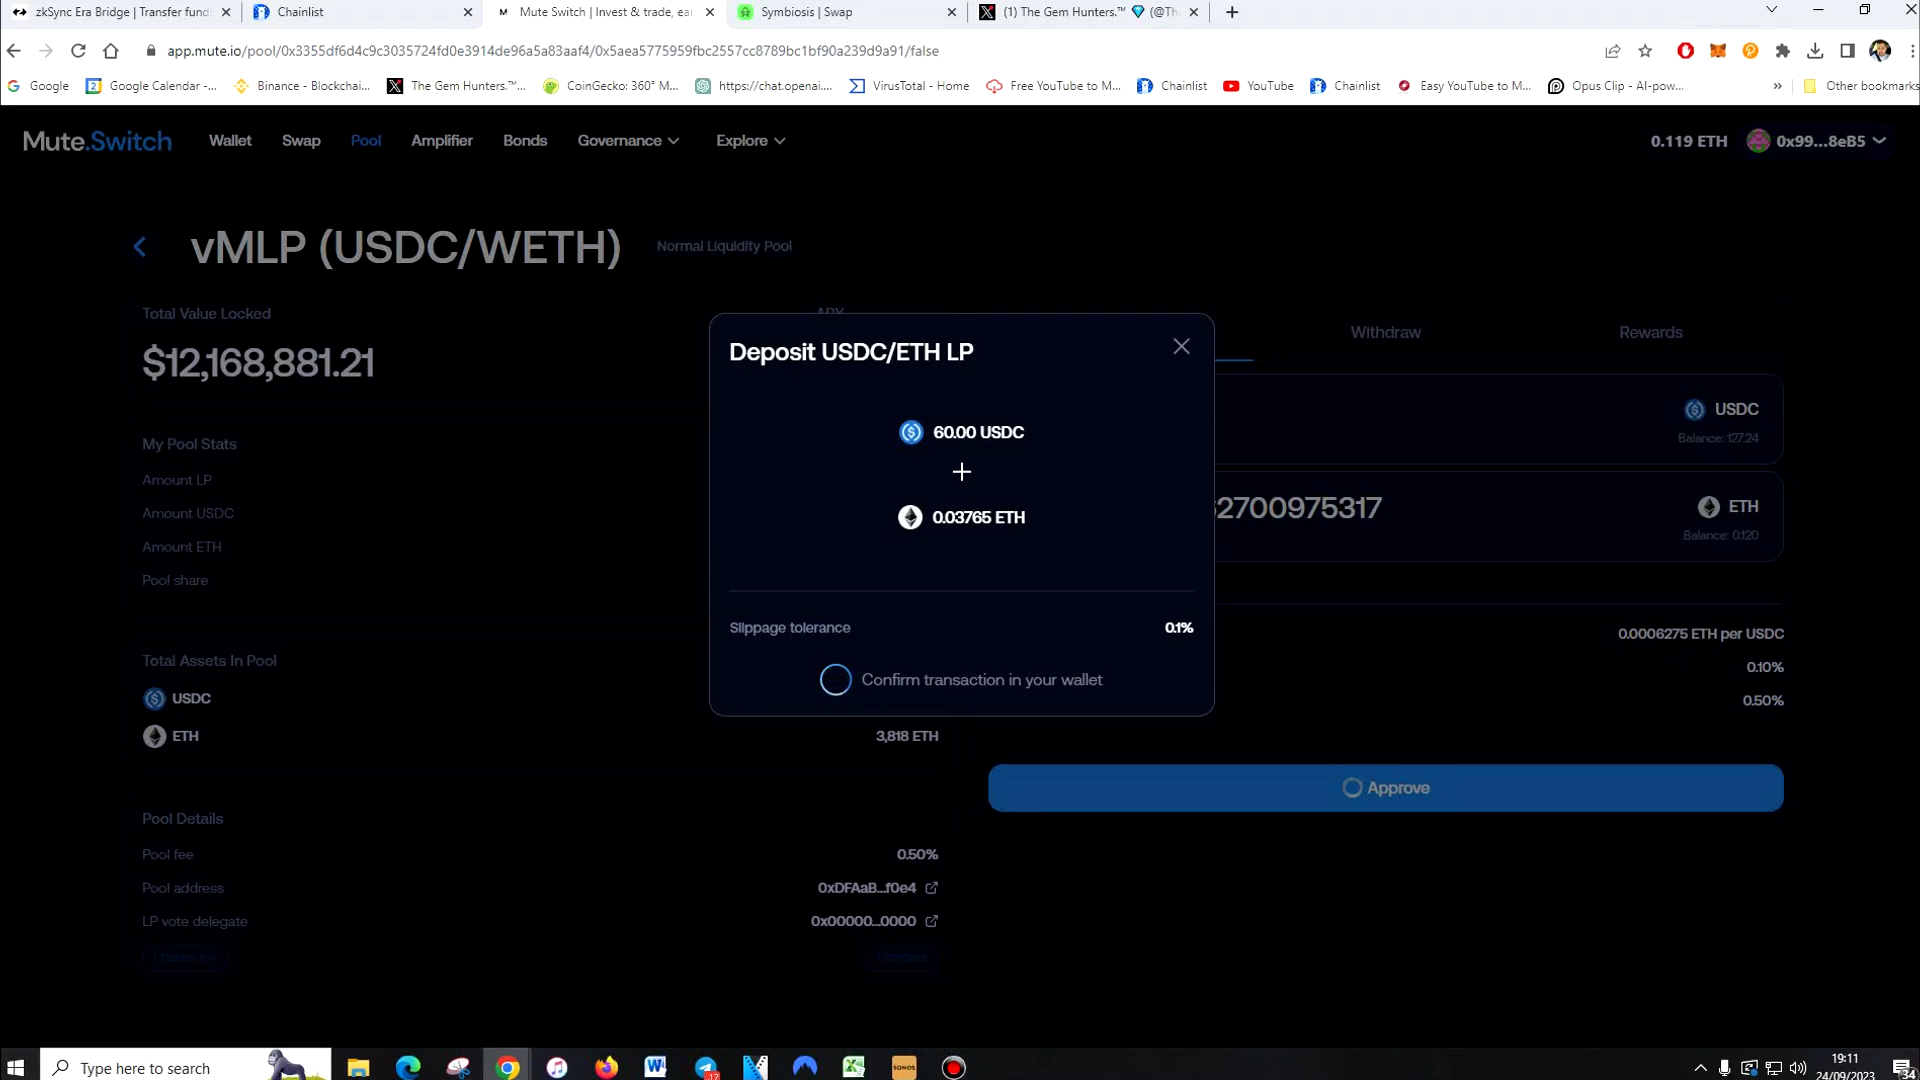 zkSync Era Bridge | Transfer fund
Chainlist
Mute Switch | Invest & trade, ea
Symbiosis | Swap
(1) The Gem Hunters.™ 💎 (@Th
app.mute.io/pool/0x3355df6d4c9c3035724fd0e3914de96a5a83aaf4/0x5aea5775959fbc2557cc8789bc1bf90a239d9a91/false
Google
Google Calendar -...
Binance - Blockchai...
The Gem Hunters.™...
CoinGecko: 360° M...
https://chat.openai....
VirusTotal - Home
Free YouTube to M...
Chainlist
YouTube
Chainlist
Easy YouTube to M...
Opus Clip - AI-pow...
»
Other bookmarks
Mute.Switch
Wallet
Swap
Pool
Amplifier
Bonds
Governance
Explore
0.119 ETH
0x99...8eB5
vMLP (USDC/WETH)
Normal Liquidity Pool
Total Value Locked
APY
$12,168,881.21
My Pool Stats
Amount LP
Amount USDC
Amount ETH
Pool share
Total Assets In Pool
USDC
ETH
3,818 ETH
Pool Details
Pool fee
0.50%
Pool address
0xDFAaB...f0e4
LP vote delegate
0x00000...0000
Deposit USDC/ETH LP
60.00 USDC
+
0.03765 ETH
Slippage tolerance
0.1%
Confirm transaction in your wallet
Withdraw
Rewards
USDC
Balance: 127.24
2700975317
ETH
Balance: 0.120
0.0006275 ETH per USDC
0.10%
0.50%
Approve
Type here to search
17
SONOS
19:11
24/09/2023
34